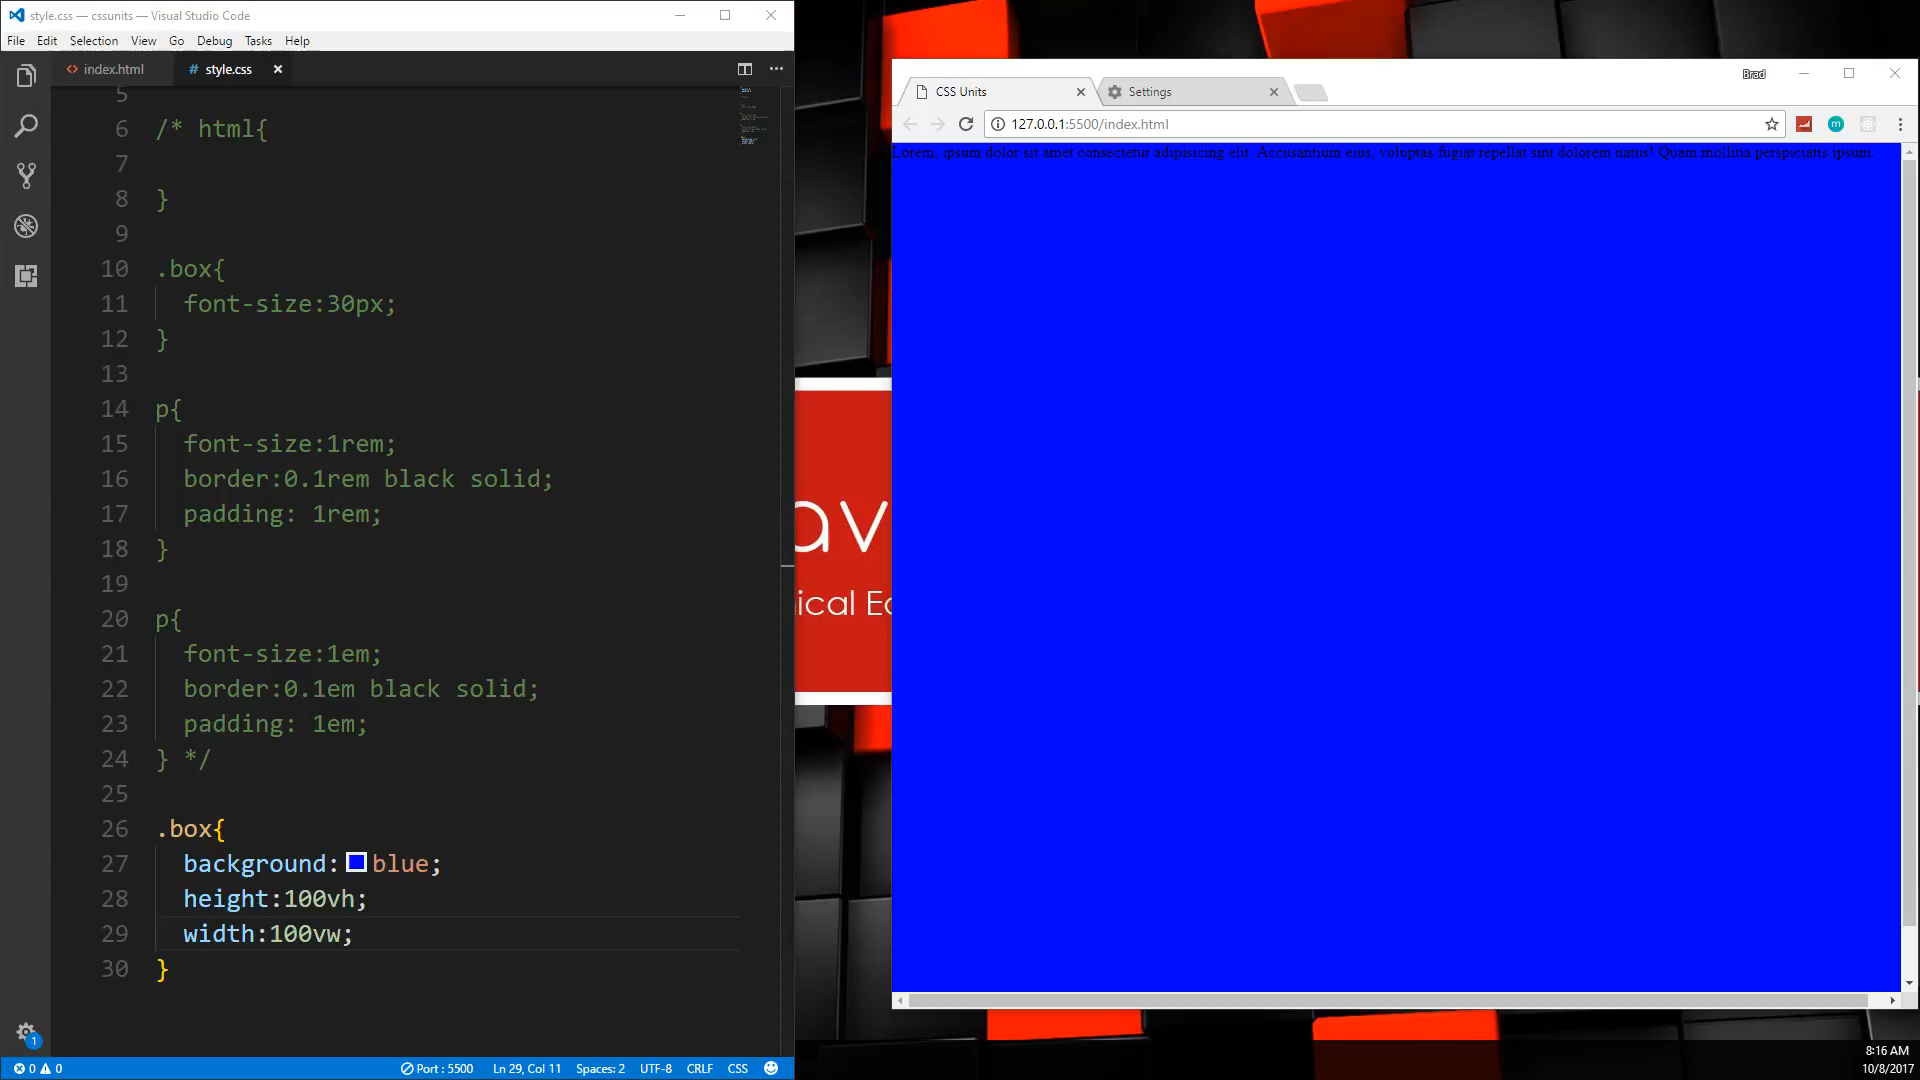 style.css — cssunits — Visual Studio Code
File Edit Selection View Go Debug Tasks Help
index.html
# style.css
5
6 /* html{
7
8 }
9
10 .box{
11 font-size:30px;
12 }
13
14 p{
15 font-size:1rem;
16 border:0.1rem black solid;
17 padding: 1rem;
18 }
19
20 p{
21 font-size:1em;
22 border:0.1em black solid;
23 padding: 1em;
24 } */
25
26 .box{
27 background: blue;
28 height:100vh;
29 width:100vw;
30 }
1
0 0 Port : 5500 Ln 29, Col 11 Spaces: 2 UTF-8 CRLF CSS
Brad
CSS Units
Settings
127.0.0.1:5500/index.html
m
Lorem, ipsum dolor sit amet consectetur adipisicing elit. Accusantium eius, voluptas fugiat repellat sint dolorem natus! Quam mollitia perspiciatis ipsum.
av
ical Ed
8:16 AM
10/8/2017